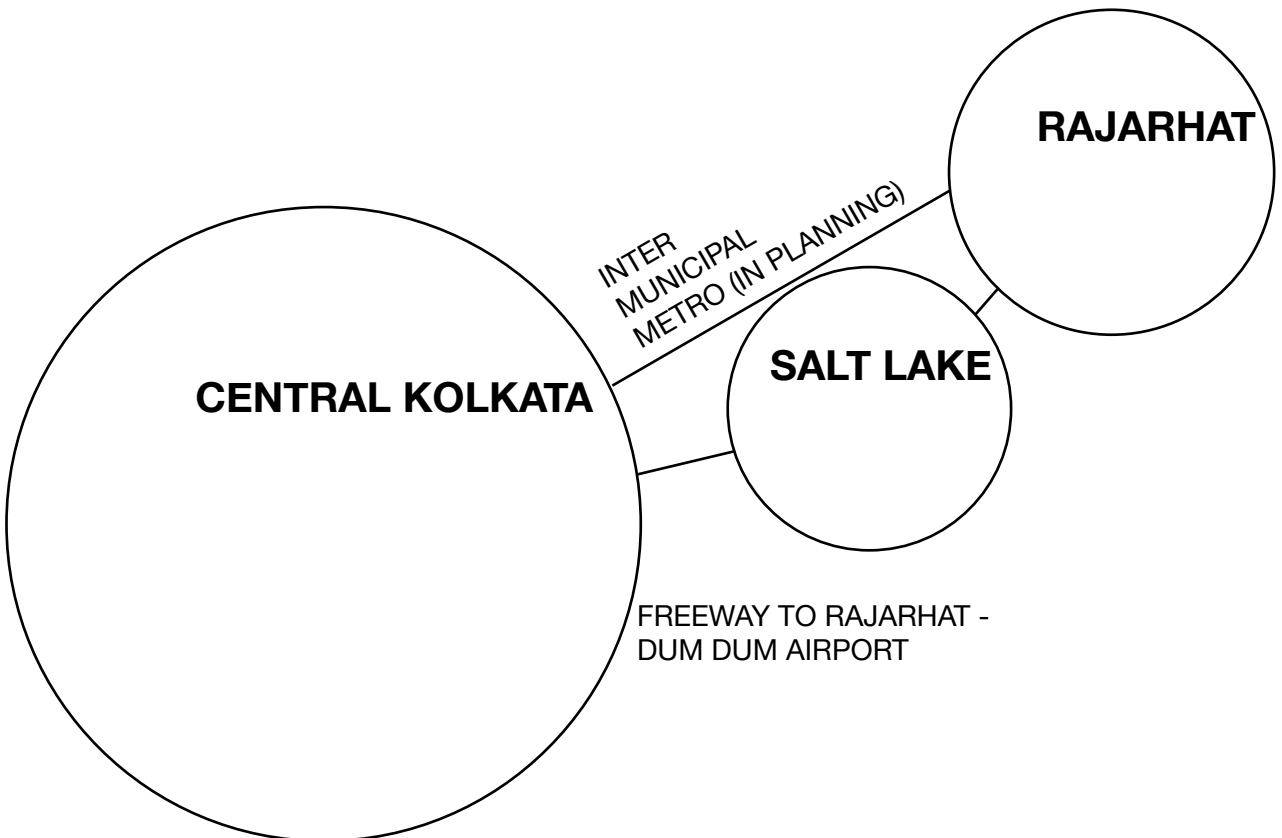 RAJARHAT
INTER
MUNICIPAL
METRO (IN PLANNING)
SALT LAKE
CENTRAL KOLKATA
FREEWAY TO RAJARHAT -
DUM DUM AIRPORT